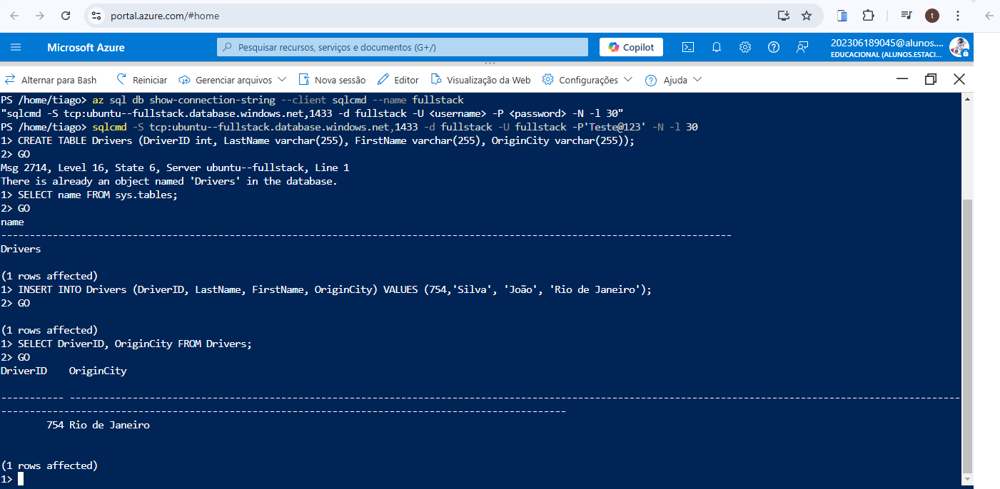 portal.azure.com/#home
t
Microsoft Azure
Pesquisar recursos, serviços e documentos (G+/)
Copilot
202306189045@alunos....
EDUCACIONAL (ALUNOS.ESTACI...
Alternar para Bash
Reiniciar
Gerenciar arquivos
Nova sessão
Editor
Visualização da Web
Configurações
Ajuda
PS /home/tiago> az sql db show-connection-string --client sqlcmd --name fullstack
"sqlcmd -S tcp:ubuntu--fullstack.database.windows.net,1433 -d fullstack -U <username> -P <password> -N -l 30"
PS /home/tiago> sqlcmd -S tcp:ubuntu--fullstack.database.windows.net,1433 -d fullstack -U fullstack -P'Teste@123' -N -l 30
1> CREATE TABLE Drivers (DriverID int, LastName varchar(255), FirstName varchar(255), OriginCity varchar(255));
2> GO
Msg 2714, Level 16, State 6, Server ubuntu--fullstack, Line 1
There is already an object named 'Drivers' in the database.
1> SELECT name FROM sys.tables;
2> GO
name
--------------------------------------------------------------------------------------------------------------------------------
Drivers
(1 rows affected)
1> INSERT INTO Drivers (DriverID, LastName, FirstName, OriginCity) VALUES (754,'Silva', 'João', 'Rio de Janeiro');
2> GO
(1 rows affected)
1> SELECT DriverID, OriginCity FROM Drivers;
2> GO
DriverID    OriginCity
----------- ------------------------------------------------------------------------------------------------------------------------------------------------------------
---------------------------------------------------------------------------------------------------
        754 Rio de Janeiro
(1 rows affected)
1>